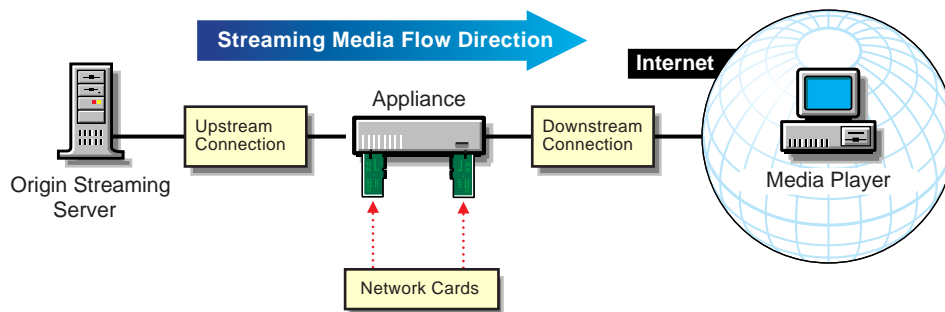 Streaming Media Flow Direction
Internet
Appliance
Upstream
Connection
Downstream
Connection
Origin Streaming
Server
Media Player
Network Cards